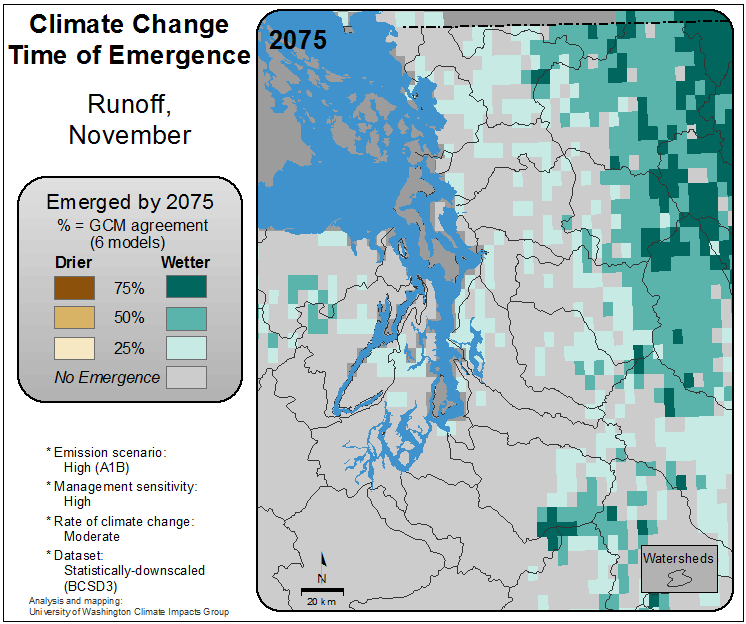 Climate Change
Time of Emergence
Runoff,
November
Emerged by 2075
% = GCM agreement
(6 models)
Drier Wetter
75%
50%
25%
No Emergence
* Emission scenario:
High (A1B)
* Management sensitivity:
High
* Rate of climate change:
Moderate
* Dataset:
Statistically-downscaled
(BCSD3)
Analysis and mapping:
University of Washington Climate Impacts Group
2075
N
20 km
Watersheds